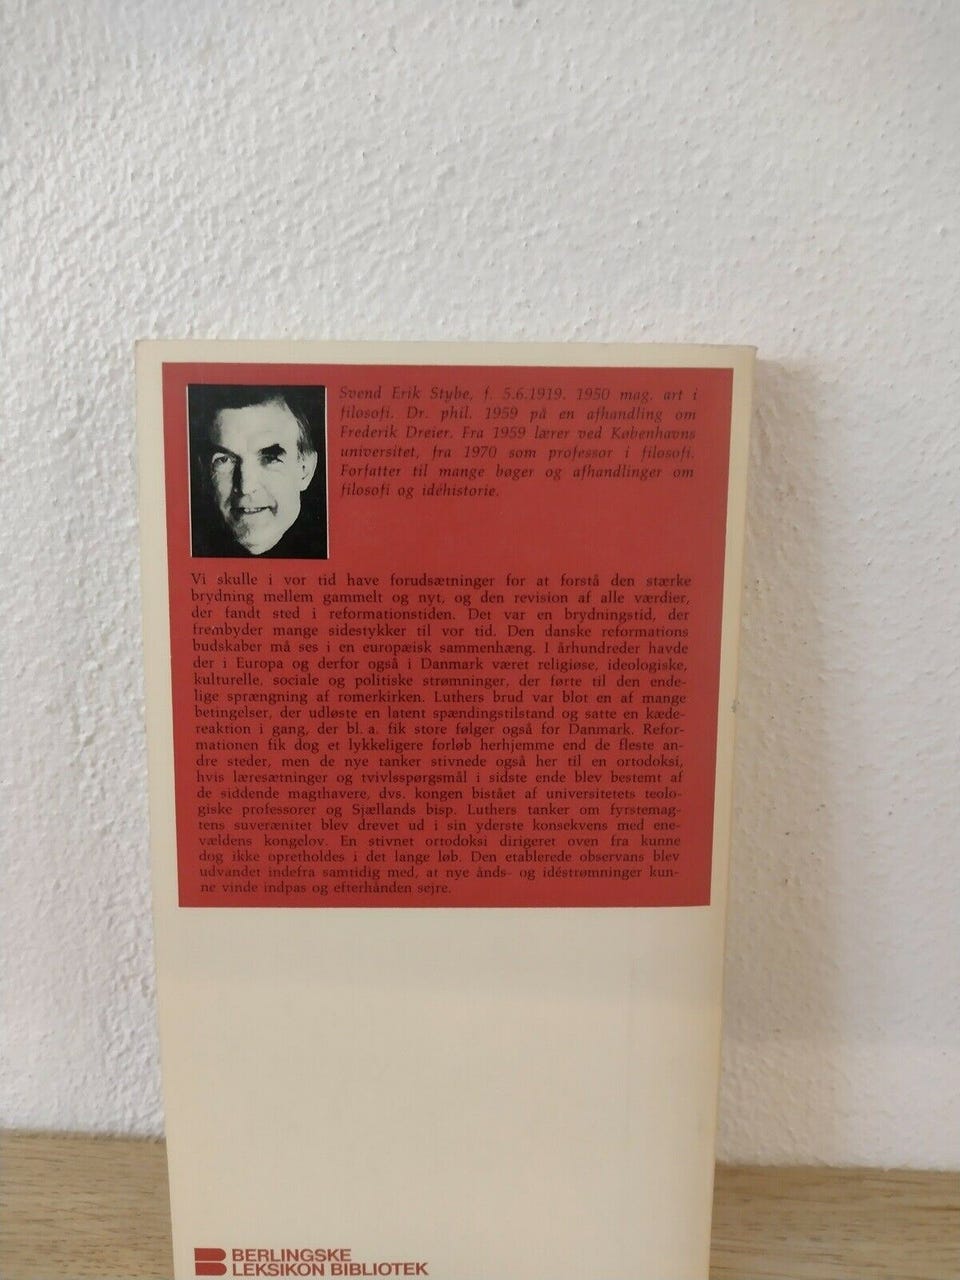 Svend Erik Stybe, f. 5.6.1919. 1950 mag. art i
filosofi. Dr. phil. 1959 på en afhandling om
Frederik Dreier. Fra 1959 lærer ved Københavns
universitet, fra 1970 som professor i filosofi.
Forfatter til mange bøger og afhandlinger om
filosofi og idéhistorie.
Vi skulle i vor tid have forudsætninger for at forstå den stærke
brydning mellem gammelt og nyt, og den revision af alle værdier,
der fandt sted i reformationstiden. Det var en brydningstid, der
frembyder mange sidestykker til vor tid. Den danske reformations
budskaber må ses i en europæisk sammenhæng. I århundreder havde
der i Europa og derfor også i Danmark været religiøse, ideologiske,
kulturelle, sociale og politiske strømninger, der førte til den ende-
lige sprængning af romerkirken. Luthers brud var blot en af mange
betingelser, der udløste en latent spændingstilstand og satte en kæde-
reaktion i gang, der bl. a. fik store følger også for Danmark. Refor-
mationen fik dog et lykkeligere forløb herhjemme end de fleste an-
dre steder, men de nye tanker stivnede også her til en ortodoksi,
hvis læresætninger og tvivlsspørgsmål i sidste ende blev bestemt af
de siddende magthavere, dvs. kongen bistået af universitetets teolo-
giske professorer og Sjællands bisp. Luthers tanker om fyrstemag-
tens suverænitet blev drevet ud i sin yderste konsekvens med ene-
vældens kongelov. En stivnet ortodoksi dirigeret oven fra kunne
dog ikke opretholdes i det lange løb. Den etablerede observans blev
udvandet indefra samtidig med, at nye ånds- og idéstrømninger kun-
ne vinde indpas og efterhånden sejre.
BERLINGSKE
LEKSIKON BIBLIOTEK